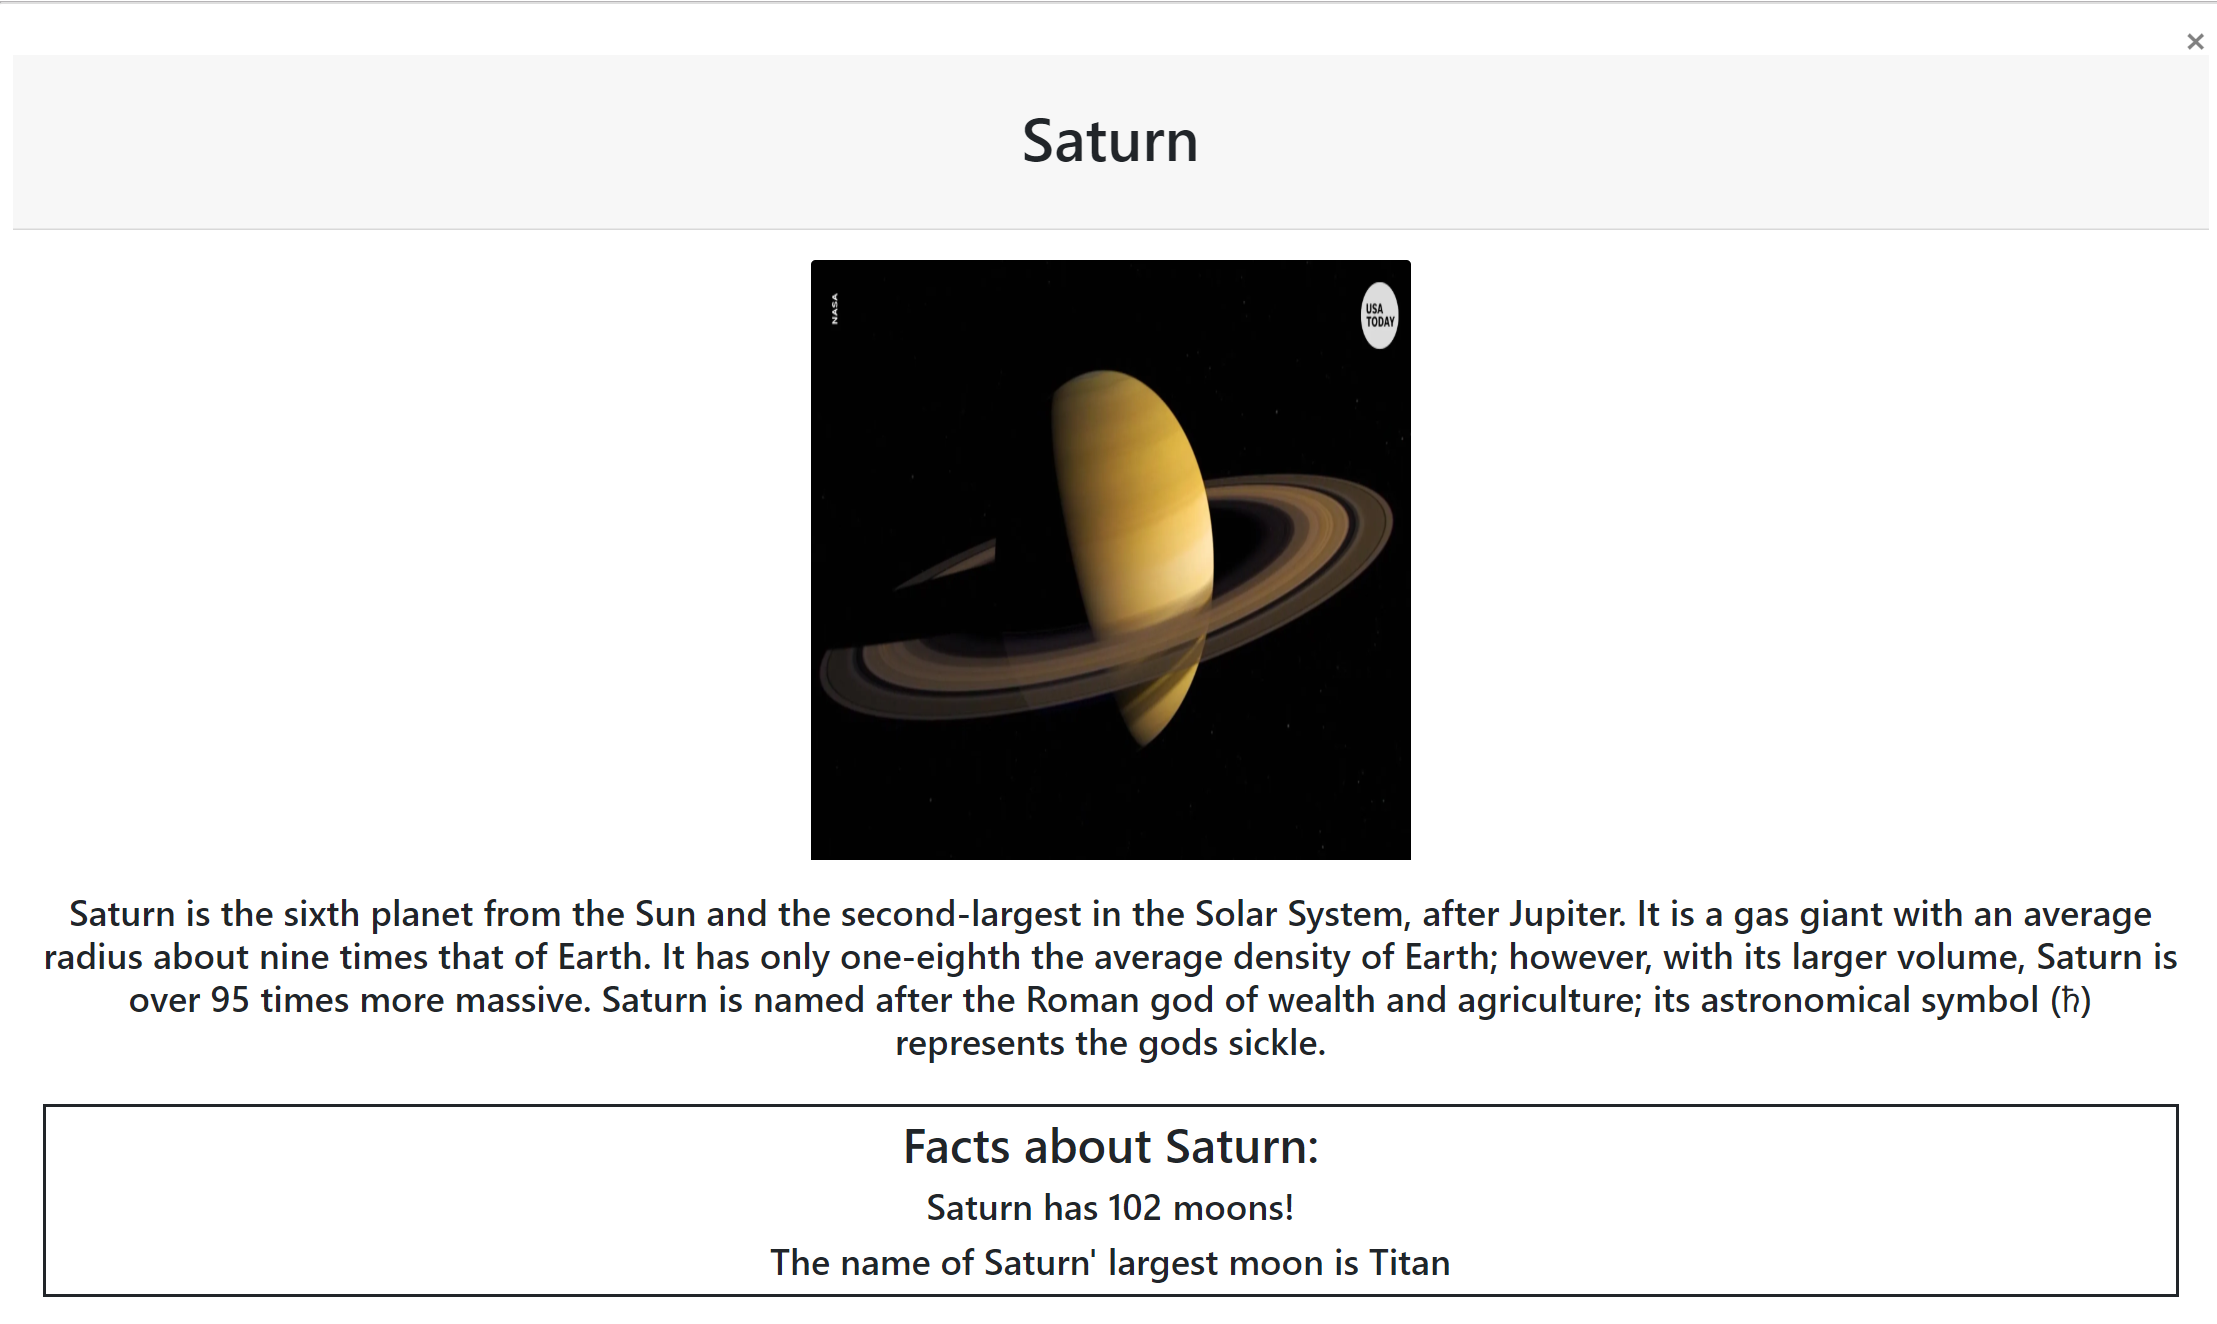 ×
Saturn
NASA
USA
TODAY
Saturn is the sixth planet from the Sun and the second-largest in the Solar System, after Jupiter. It is a gas giant with an average
radius about nine times that of Earth. It has only one-eighth the average density of Earth; however, with its larger volume, Saturn is
over 95 times more massive. Saturn is named after the Roman god of wealth and agriculture; its astronomical symbol (ħ)
represents the gods sickle.
Facts about Saturn:
Saturn has 102 moons!
The name of Saturn' largest moon is Titan